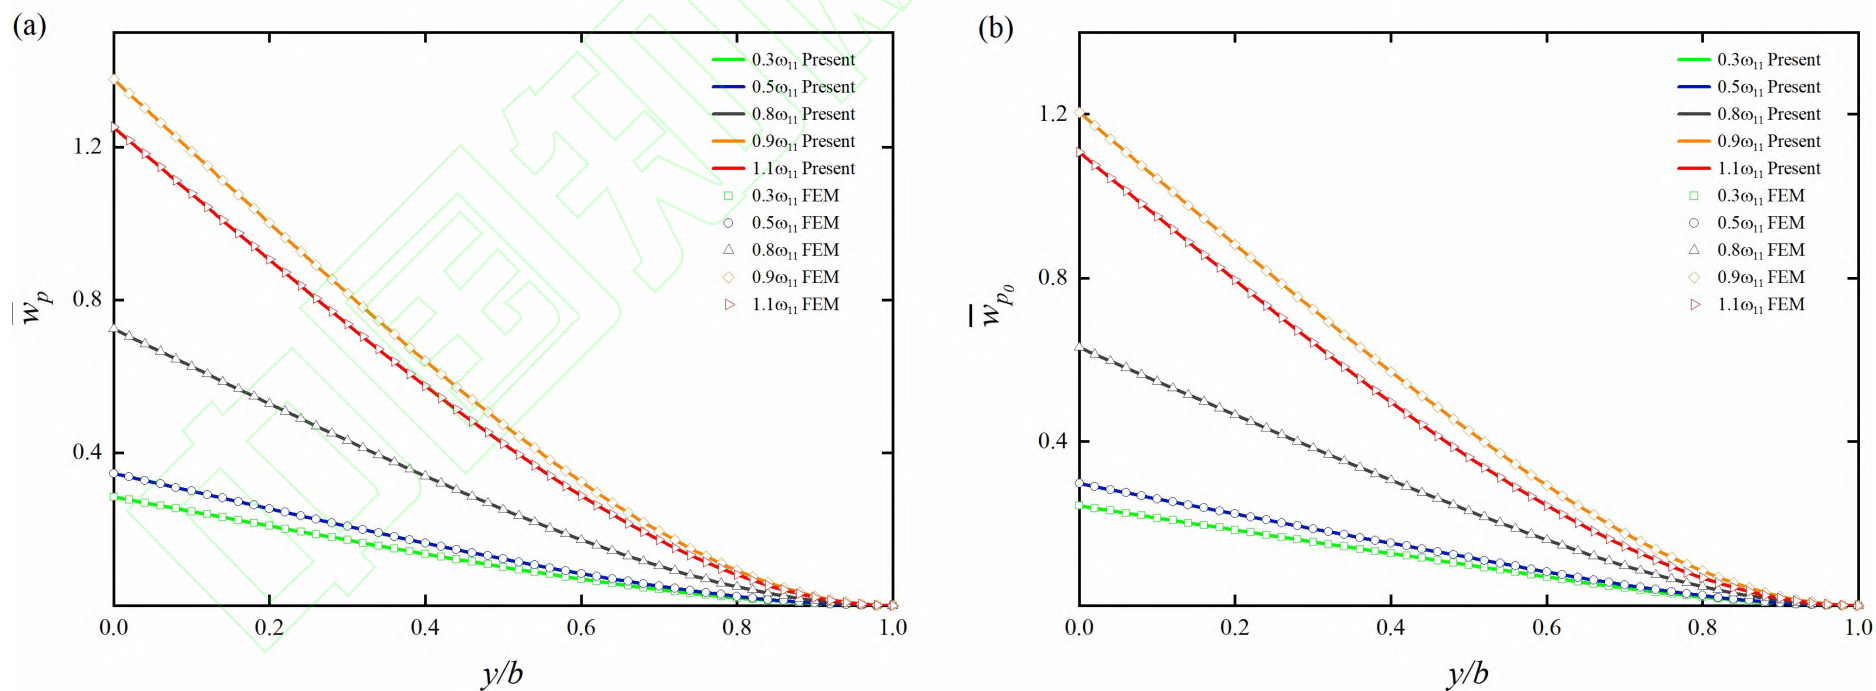 (a)
0.3ω₁₁ Present
0.5ω₁₁ Present
0.8ω₁₁ Present
0.9ω₁₁ Present
1.1ω₁₁ Present
0.3ω₁₁ FEM
0.5ω₁₁ FEM
0.8ω₁₁ FEM
0.9ω₁₁ FEM
1.1ω₁₁ FEM
1.2
0.8
0.4
w̅ₚ
0.0 0.2 0.4 0.6 0.8 1.0
y/b
(b)
0.3ω₁₁ Present
0.5ω₁₁ Present
0.8ω₁₁ Present
0.9ω₁₁ Present
1.1ω₁₁ Present
0.3ω₁₁ FEM
0.5ω₁₁ FEM
0.8ω₁₁ FEM
0.9ω₁₁ FEM
1.1ω₁₁ FEM
1.2
0.8
0.4
w̅ₚ₀
0.0 0.2 0.4 0.6 0.8 1.0
y/b